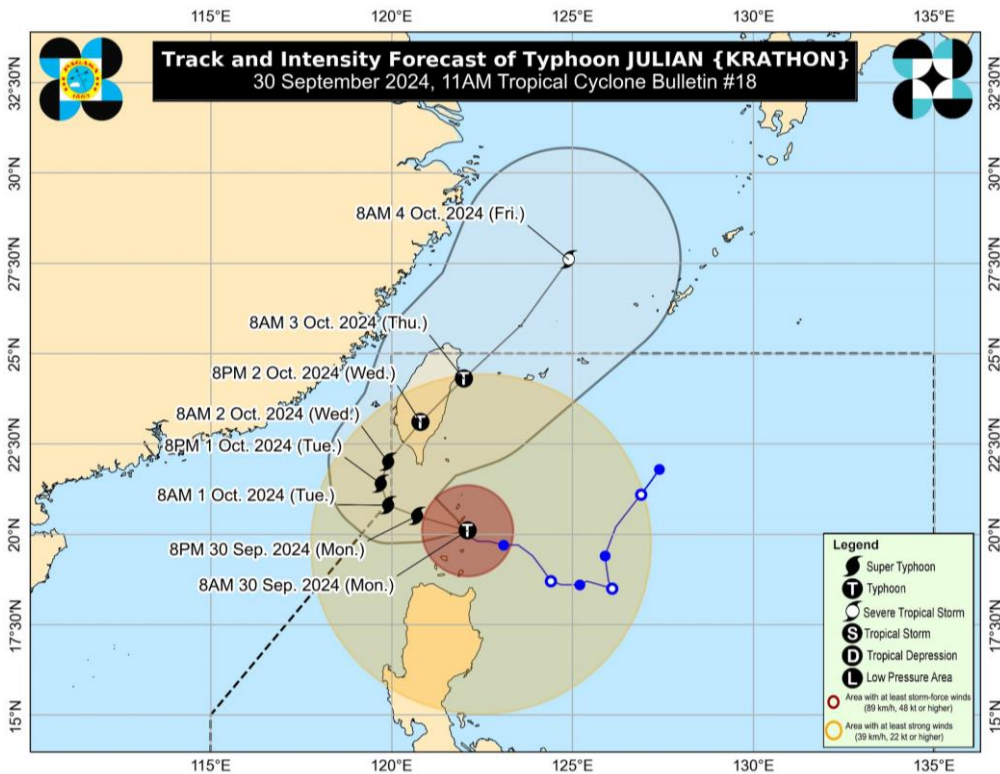 115°E 120°E 125°E 130°E 135°E
Track and Intensity Forecast of Typhoon JULIAN {KRATHON}
30 September 2024, 11AM Tropical Cyclone Bulletin #18
32°30'N
32°30'N
30°N
30°N
8AM 4 Oct. 2024 (Fri.)
27°30'N
27°30'N
8AM 3 Oct. 2024 (Thu.)
25°N
25°N
8PM 2 Oct. 2024 (Wed.)
T
8AM 2 Oct. 2024 (Wed.)
T
8PM 1 Oct. 2024 (Tue.)
22°30'N
22°30'N
8AM 1 Oct. 2024 (Tue.)
20°N
T
20°N
8PM 30 Sep. 2024 (Mon.)
8AM 30 Sep. 2024 (Mon.)
Legend
Super Typhoon
T Typhoon
Severe Tropical Storm
S Tropical Storm
D Tropical Depression
L Low Pressure Area
Area with at least storm-force winds
(89 km/h, 48 kt or higher)
Area with at least strong winds
(39 km/h, 22 kt or higher)
17°30'N
17°30'N
15°N
15°N
115°E 120°E 125°E 130°E 135°E